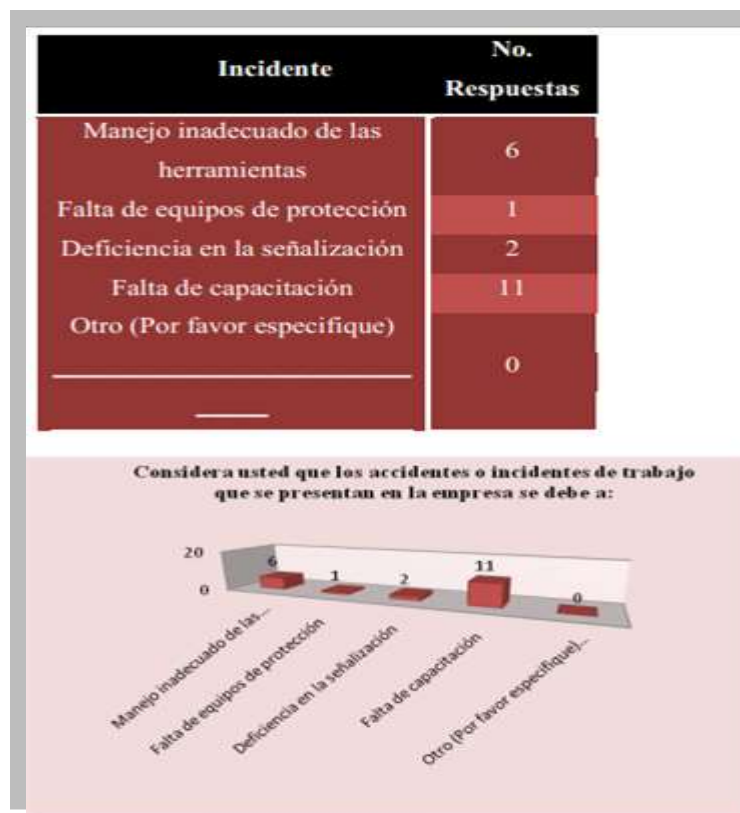 Incidente
No.
Respuestas
Manejo inadecuado de las
herramientas
6
Falta de equipos de protección
1
Deficiencia en la señalización
2
Falta de capacitación
11
Otro (Por favor especifique)
0
Considera usted que los accidentes o incidentes de trabajo
que se presentan en la empresa se debe a:
20
0
6
1
2
11
0
Manejo inadecuado de las...
Falta de equipos de protección
Deficiencia en la señalización
Falta de capacitación
Otro (Por favor especifique)...